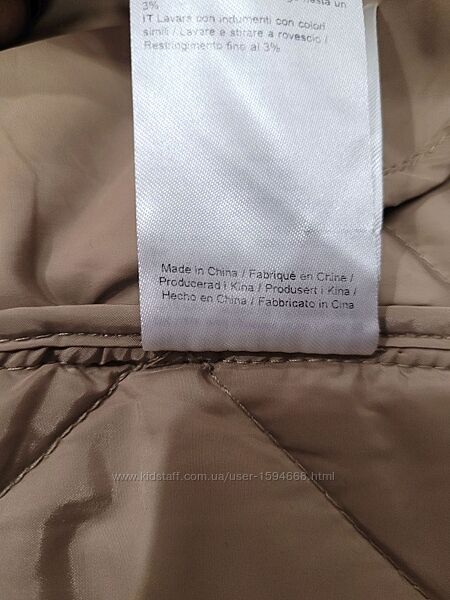 3%
IT Lavare con indumenti con colori
simili / Lavare e stirare a rovescio /
Restringimento fino al 3%
Made in China / Fabriqué en Chine /
Producerad i Kina / Produsert i Kina /
Hecho en China / Fabbricato in Cina
www.kidstaff.com.ua/user-1594668.html